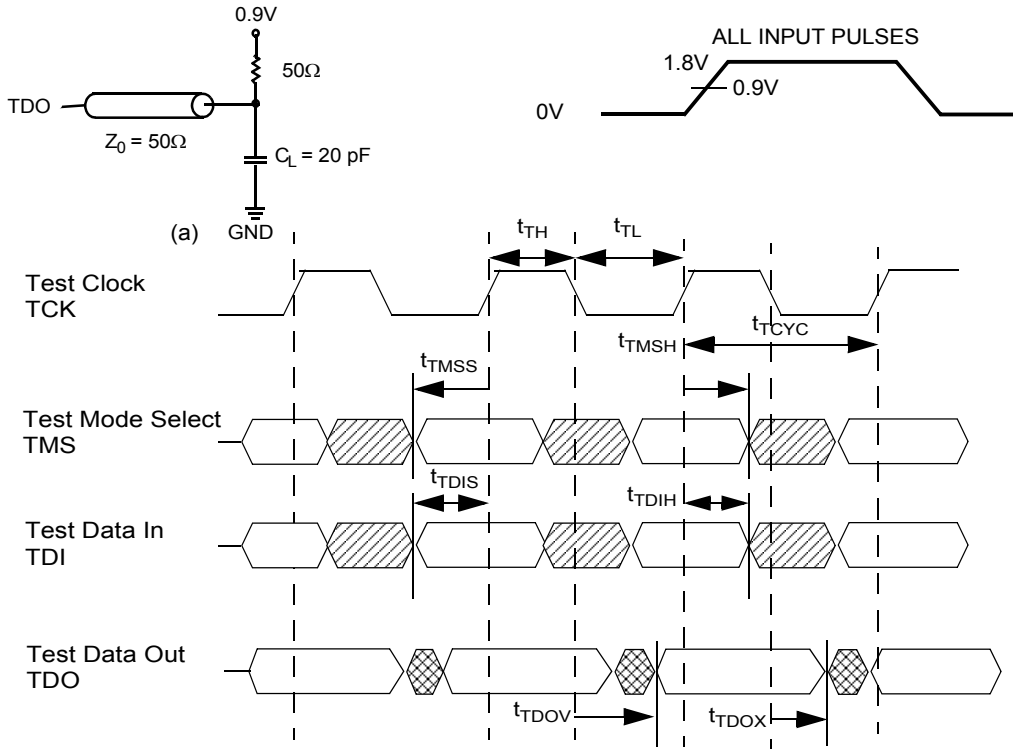 0.9V
ALL INPUT PULSES
50Ω
1.8V
0.9V
TDO
0V
Z0 = 50Ω
CL = 20 pF
(a)
GND
tTH
tTL
Test Clock
TCK
tTCYC
tTMSH
tTMSS
Test Mode Select
TMS
tTDIS
tTDIH
Test Data In
TDI
Test Data Out
TDO
tTDOV
tTDOX